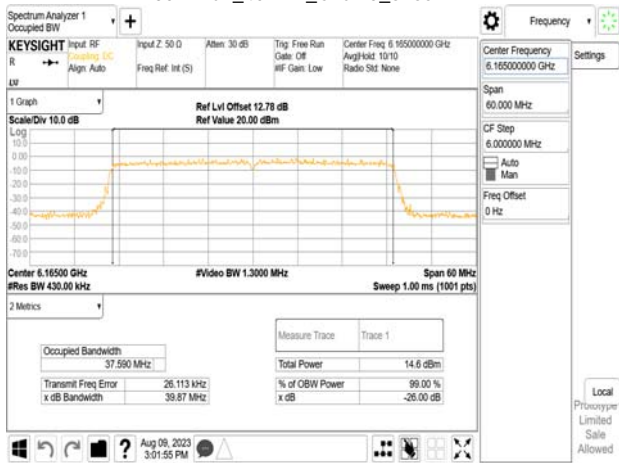 Spectrum Analyzer 1
Occupied BW
Frequency
KEYSIGHT Input: RF
Coupling: DC
Align: Auto
R
LXI
Input Z: 50 Ω
Freq Ref: Int (S)
Atten: 30 dB
Trig: Free Run
Gate: Off
#IF Gain: Low
Center Freq: 6.165000000 GHz
Avg|Hold: 10/10
Radio Std: None
Center Frequency
6.165000000 GHz
Settings
Span
60.000 MHz
CF Step
6.000000 MHz
Auto
Man
Freq Offset
0 Hz
1 Graph
Scale/Div 10.0 dB
Ref Lvl Offset 12.78 dB
Ref Value 20.00 dBm
Log
10.0
0.00
-10.0
-20.0
-30.0
-40.0
-50.0
-60.0
-70.0
Center 6.16500 GHz
#Video BW 1.3000 MHz
Span 60 MHz
#Res BW 430.00 kHz
Sweep 1.00 ms (1001 pts)
2 Metrics
Measure Trace
Trace 1
Occupied Bandwidth
37.590 MHz
Total Power
14.6 dBm
Transmit Freq Error
26.113 kHz
% of OBW Power
99.00 %
x dB Bandwidth
39.87 MHz
x dB
-26.00 dB
Local
Prototype
Limited
Sale
Allowed
Aug 09, 2023
3:01:55 PM